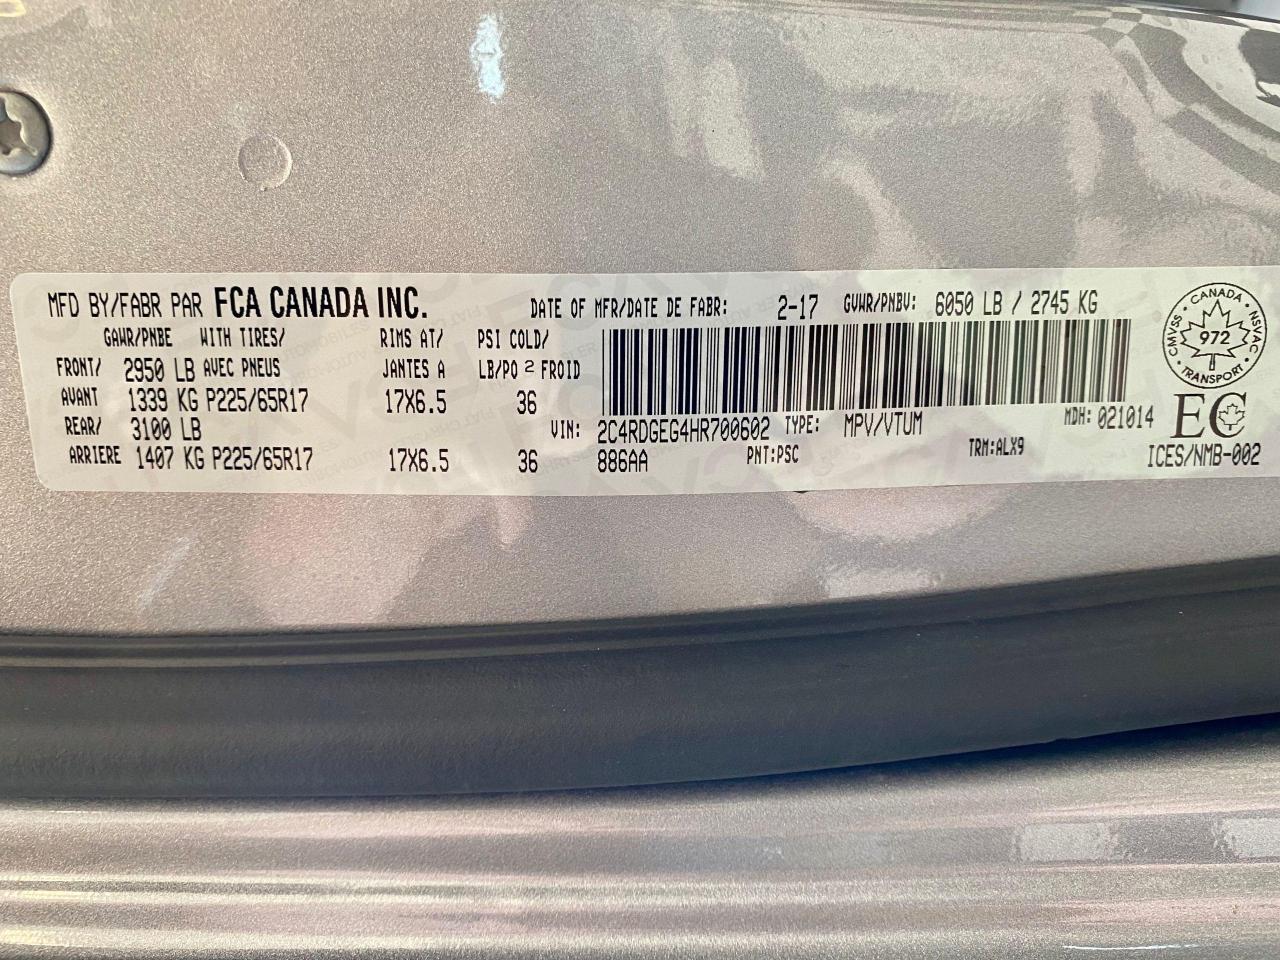 MFD BY/FABR PAR FCA CANADA INC. DATE OF MFR/DATE DE FABR: 2-17 GVWR/PNBV: 6050 LB / 2745 KG
GAWR/PNBE WITH TIRES/ RIMS AT/ PSI COLD/
FRONT/ 2950 LB AVEC PNEUS JANTES A LB/PO 2 FROID
AVANT 1339 KG P225/65R17 17X6.5 36
REAR/ 3100 LB VIN: 2C4RDGEG4HR700602 TYPE: MPV/VTUM MDH: 021014
ARRIERE 1407 KG P225/65R17 17X6.5 36 886AA PNT:PSC TRM:ALX9
CANADA
CMVSS 972 NSVAC
TRANSPORT
EC
ICES/NMB-002